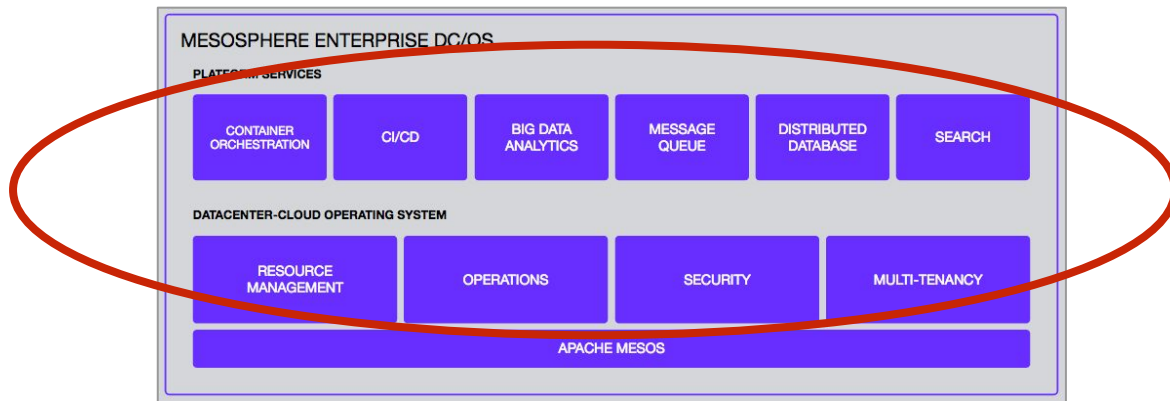 MESOSPHERE ENTERPRISE DC/OS
PLATFORM SERVICES
CONTAINER
ORCHESTRATION
CI/CD
BIG DATA
ANALYTICS
MESSAGE
QUEUE
DISTRIBUTED
DATABASE
SEARCH
DATACENTER-CLOUD OPERATING SYSTEM
RESOURCE
MANAGEMENT
OPERATIONS
SECURITY
MULTI-TENANCY
APACHE MESOS